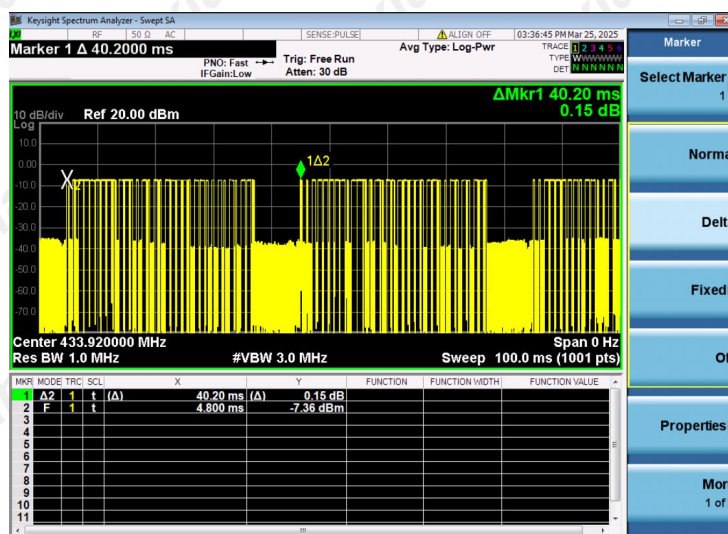 Keysight Spectrum Analyzer - Swept SA
RF 50 Ω AC SENSE:PULSE ALIGN OFF 03:36:45 PM Mar 25, 2025
Marker 1 Δ 40.2000 ms
PNO: Fast
IFGain:Low
Trig: Free Run
Atten: 30 dB
Avg Type: Log-Pwr
TRACE 1 2 3 4 5 6
TYPE WWWWWW
DET N N N N N N
ΔMkr1 40.20 ms
0.15 dB
10 dB/div Ref 20.00 dBm
Log
10.0
0.00
-10.0
-20.0
-30.0
-40.0
-50.0
-60.0
-70.0
X2
1Δ2
Center 433.920000 MHz Span 0 Hz
Res BW 1.0 MHz #VBW 3.0 MHz Sweep 100.0 ms (1001 pts)
MKR MODE TRC SCL X Y FUNCTION FUNCTION WIDTH FUNCTION VALUE
1 Δ2 1 t (Δ) 40.20 ms (Δ) 0.15 dB
2 F 1 t 4.800 ms -7.36 dBm
3
4
5
6
7
8
9
10
11
Marker
Select Marker
1
Norma
Delt
Fixed
Of
Properties
Mor
1 of